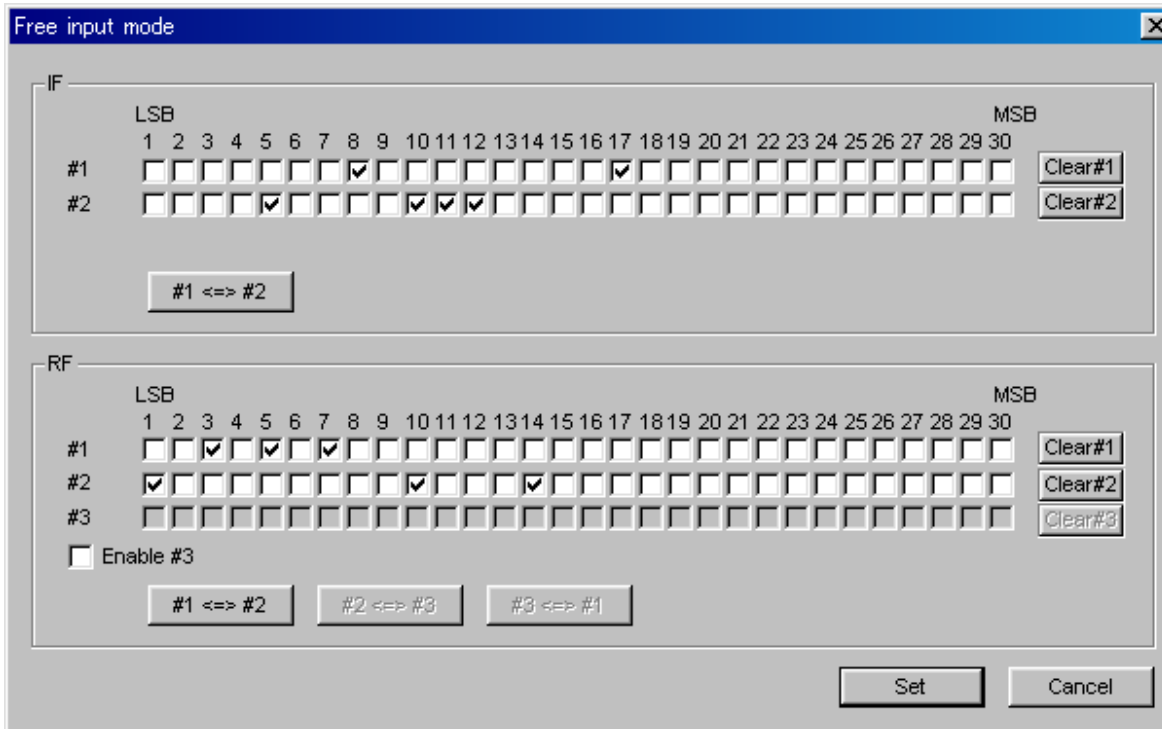 Free input mode
IF
LSB MSB
1 2 3 4 5 6 7 8 9 10 11 12 13 14 15 16 17 18 19 20 21 22 23 24 25 26 27 28 29 30
#1 Clear#1
#2 Clear#2
#1 <=> #2
RF
LSB MSB
1 2 3 4 5 6 7 8 9 10 11 12 13 14 15 16 17 18 19 20 21 22 23 24 25 26 27 28 29 30
#1 Clear#1
#2 Clear#2
#3 Clear#3
Enable #3
#1 <=> #2 #2 <=> #3 #3 <=> #1
Set Cancel